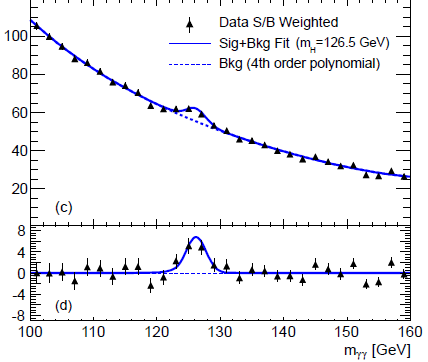 Data S/B Weighted
Sig+Bkg Fit (mH=126.5 GeV)
Bkg (4th order polynomial)
100
80
60
40
20
(c)
8
4
0
-4
-8
(d)
100 110 120 130 140 150 160
mγγ [GeV]